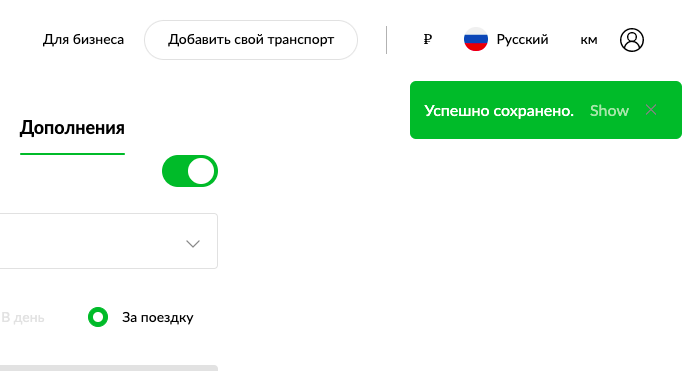 Для бизнеса Добавить свой транспорт ₽ Русский км
Успешно сохранено. Show
Дополнения
В день За поездку